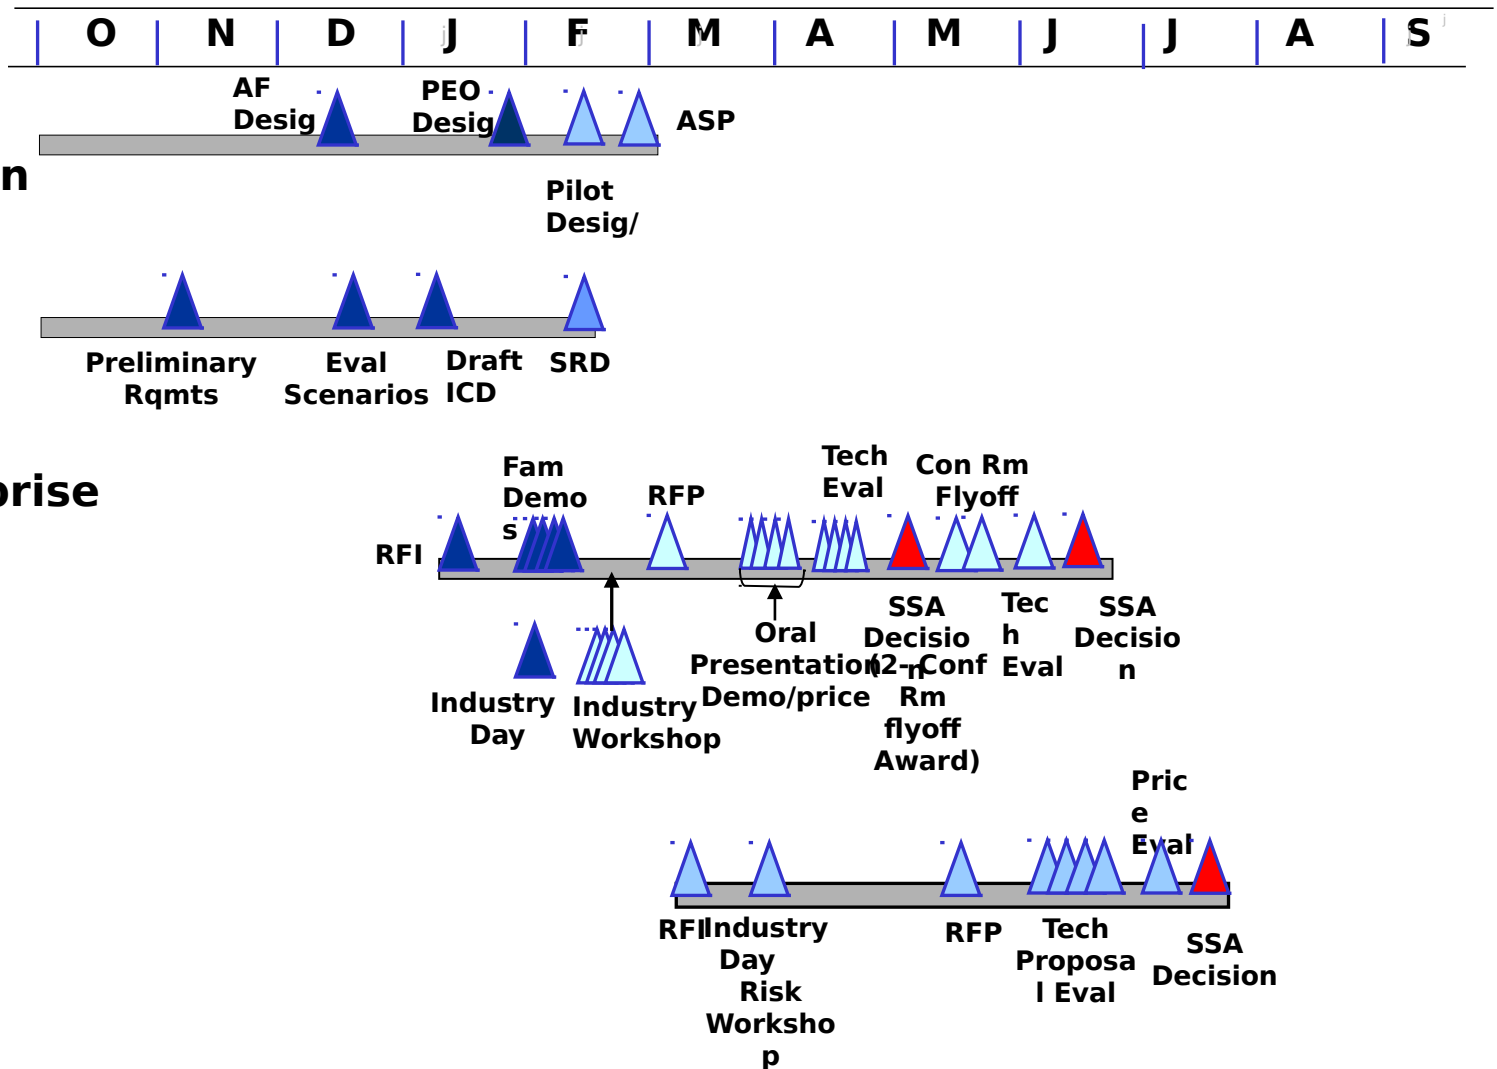 O N D J F M A M J J A S
AF
Desig
PEO
Desig
ASP
n
Pilot
Desig/
Preliminary
Rqmts
Eval
Scenarios
Draft
ICD
SRD
prise
Fam
Demo
s
RFP
Tech
Eval
Con Rm
Flyoff
RFI
Industry
Day
Industry
Workshop
Oral
Presentation
Demo/price
SSA
Decisio
n
(2- Conf
Rm
flyoff
Award)
Tec
h
Eval
SSA
Decisio
n
Pric
e
Eval
RFI
Industry
Day
Risk
Worksho
p
RFP
Tech
Proposa
l Eval
SSA
Decision